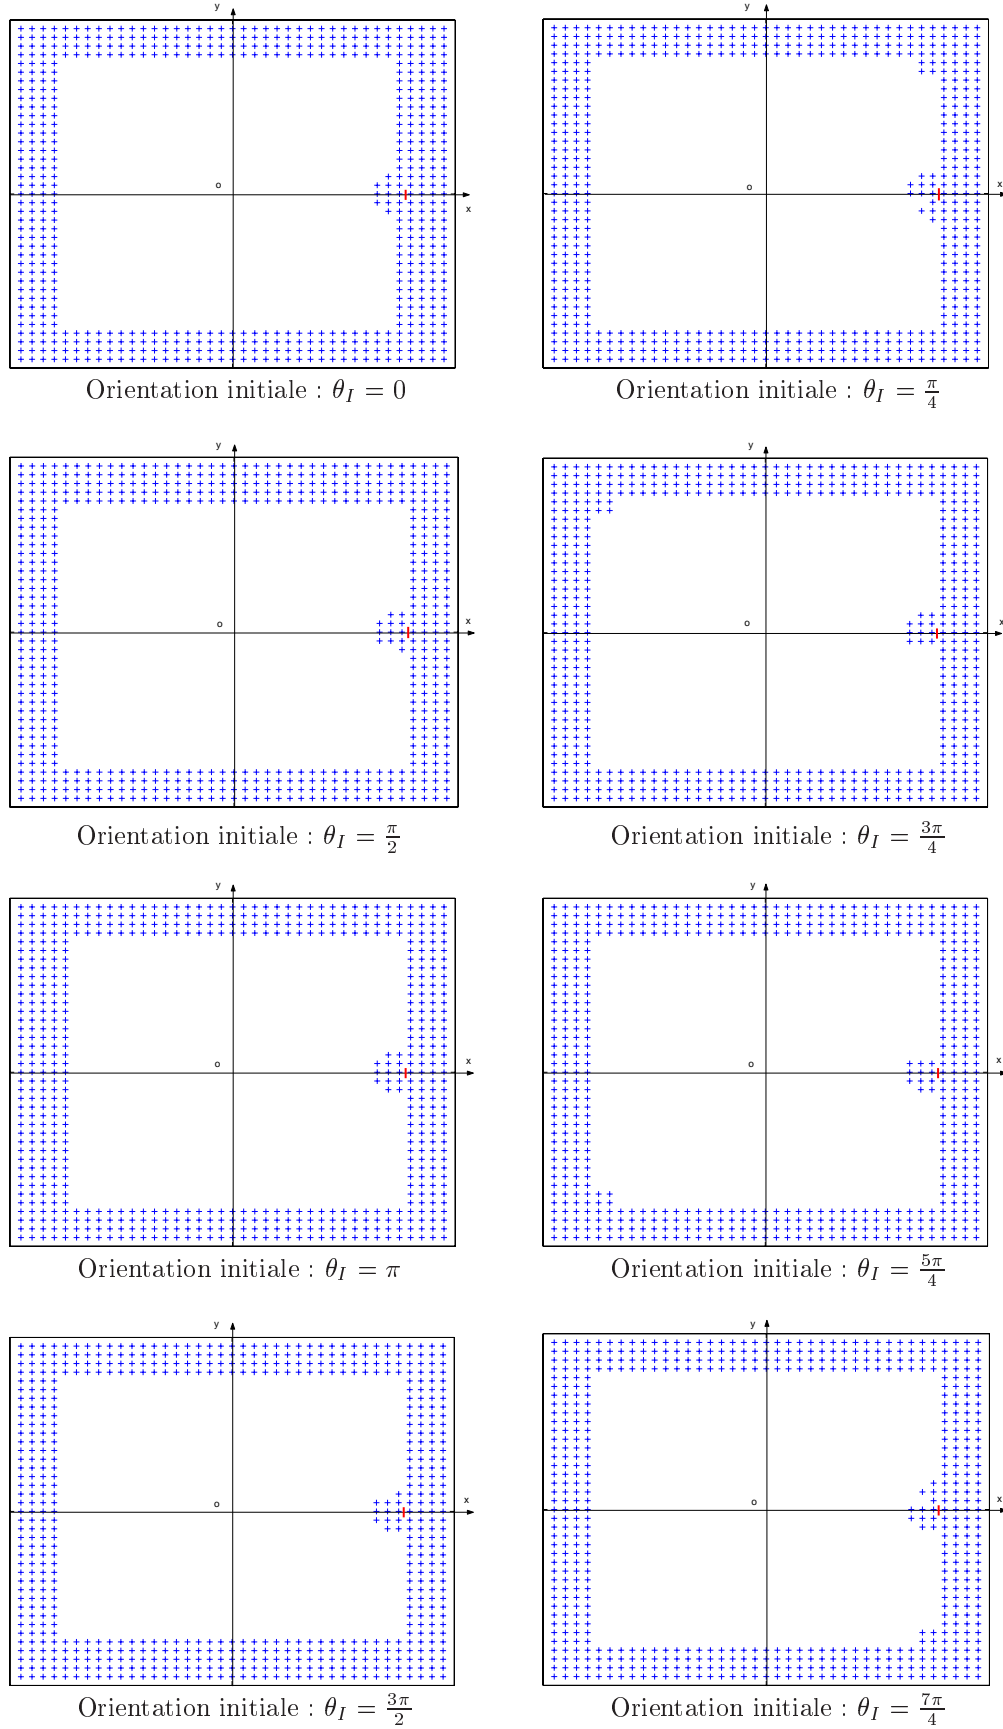 y
y
o
o
x
x
Orientation initiale : θ_I = 0
Orientation initiale : θ_I = π/4
y
y
o
o
x
x
Orientation initiale : θ_I = π/2
Orientation initiale : θ_I = 3π/4
y
y
o
o
x
x
Orientation initiale : θ_I = π
Orientation initiale : θ_I = 5π/4
y
y
o
o
x
x
Orientation initiale : θ_I = 3π/2
Orientation initiale : θ_I = 7π/4